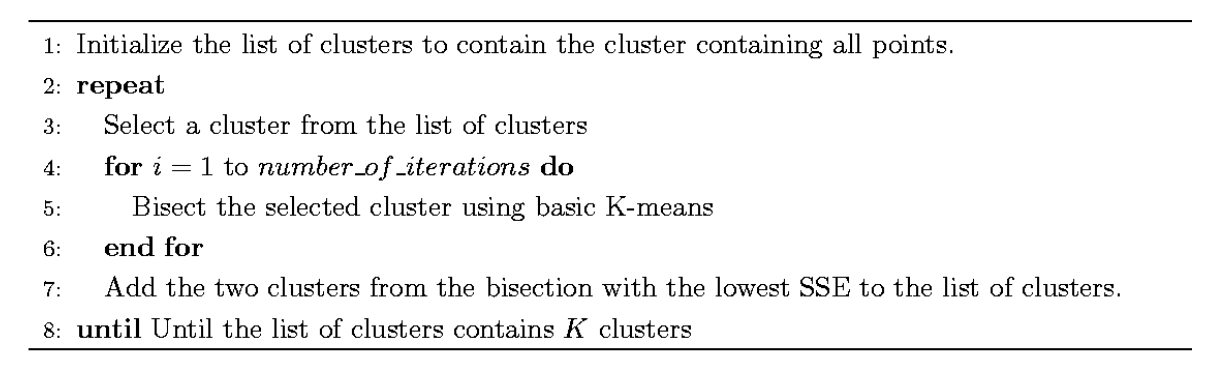 1: Initialize the list of clusters to contain the cluster containing all points.
2: repeat
3: Select a cluster from the list of clusters
4: for i = 1 to number_of_iterations do
5: Bisect the selected cluster using basic K-means
6: end for
7: Add the two clusters from the bisection with the lowest SSE to the list of clusters.
8: until Until the list of clusters contains K clusters